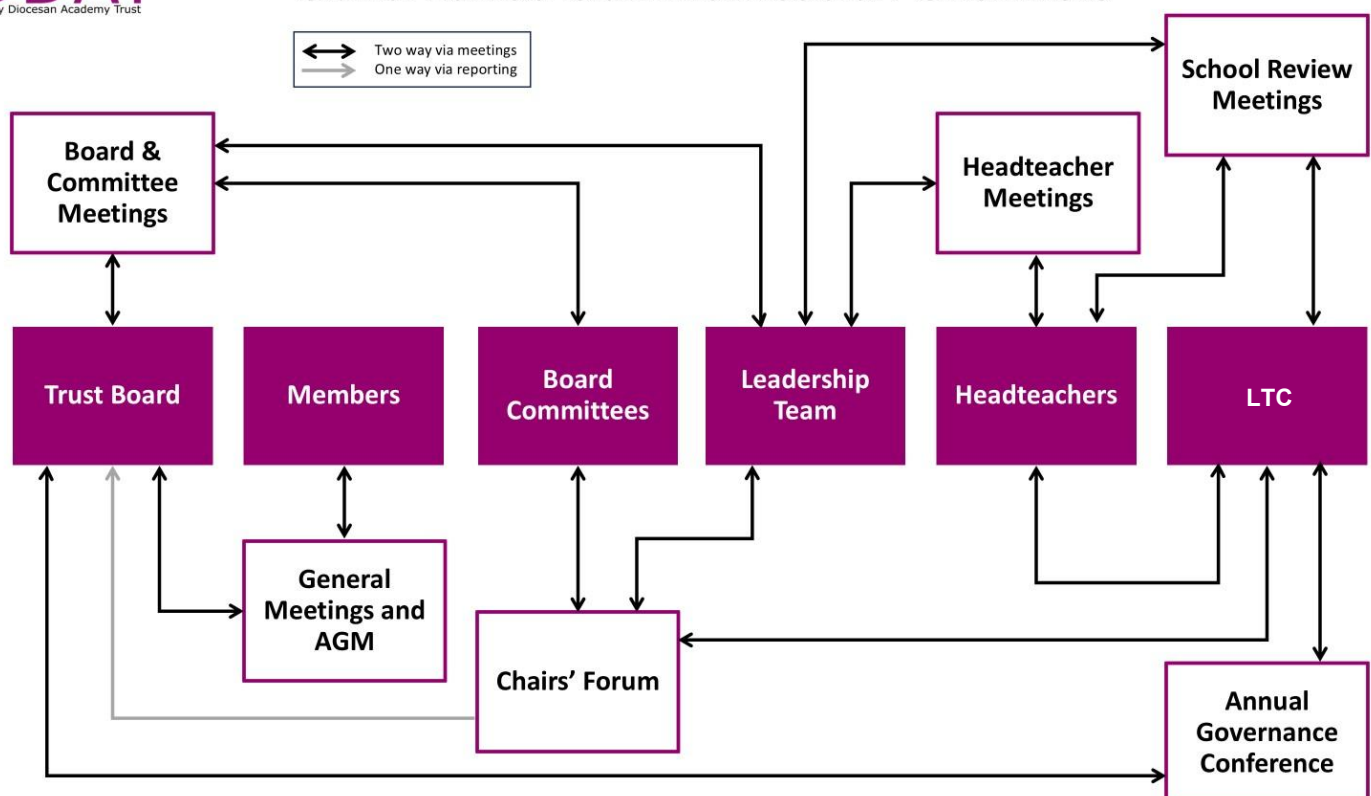 y Diocesan Academy Trust
Two way via meetings
One way via reporting
School Review
Meetings
Board &
Committee
Meetings
Headteacher
Meetings
Trust Board
Members
Board
Committees
Leadership
Team
Headteachers
LTC
General
Meetings and
AGM
Chairs’ Forum
Annual
Governance
Conference